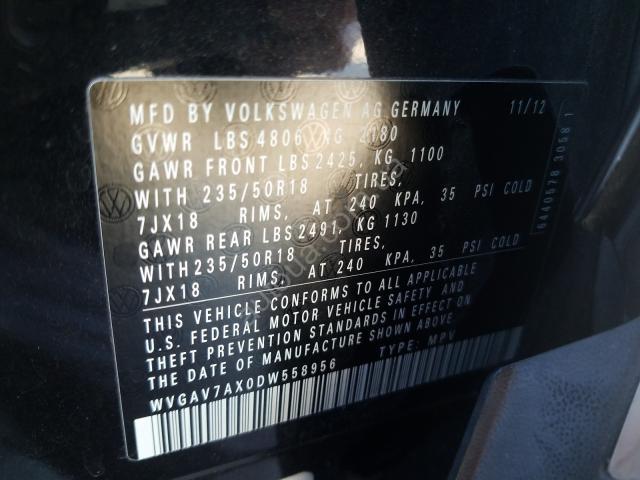 MFD BY VOLKSWAGEN AG GERMANY 11/12
GVWR LBS 4806 KG 2180
GAWR FRONT LBS 2425, KG 1100
WITH 235/50R18 TIRES,
7JX18 RIMS, AT 240 KPA, 35 PSI COLD
GAWR REAR LBS 2491, KG 1130
WITH 235/50R18 TIRES,
7JX18 RIMS, AT 240 KPA, 35 PSI COLD
THIS VEHICLE CONFORMS TO ALL APPLICABLE
U.S. FEDERAL MOTOR VEHICLE SAFETY AND
THEFT PREVENTION STANDARDS IN EFFECT ON
THE DATE OF MANUFACTURE SHOWN ABOVE
WVGAV7AX0DW558956 TYPE: MPV
6440678 3058 1